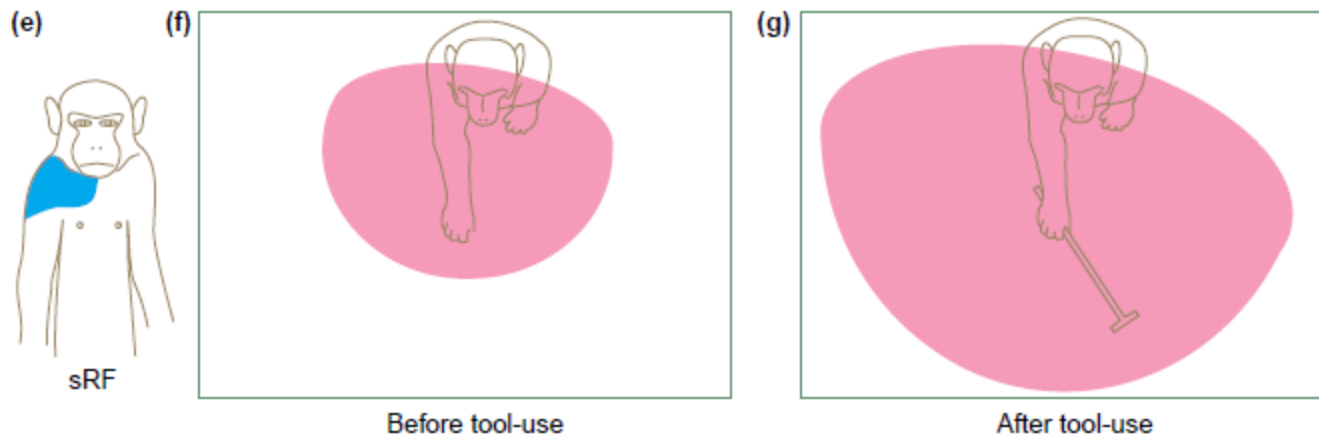 (e)
(f)
(g)
sRF
Before tool-use
After tool-use